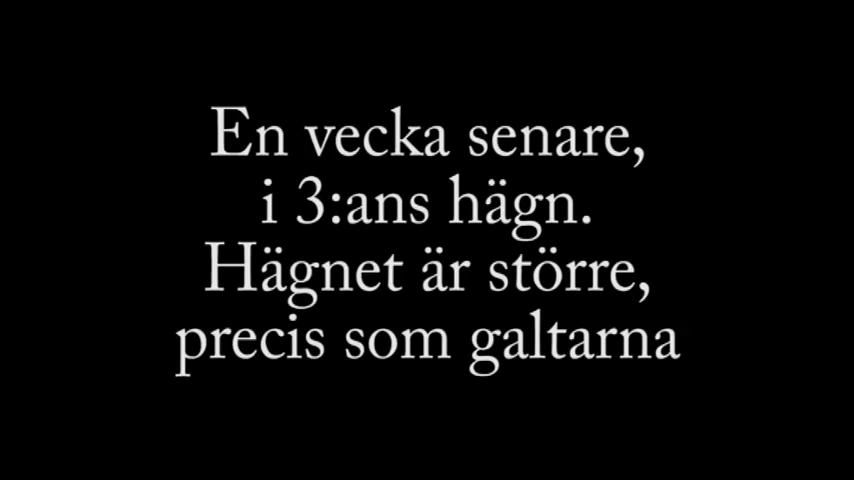 En vecka senare,
i 3:ans hägn.
Hägnet är större,
precis som galtarna